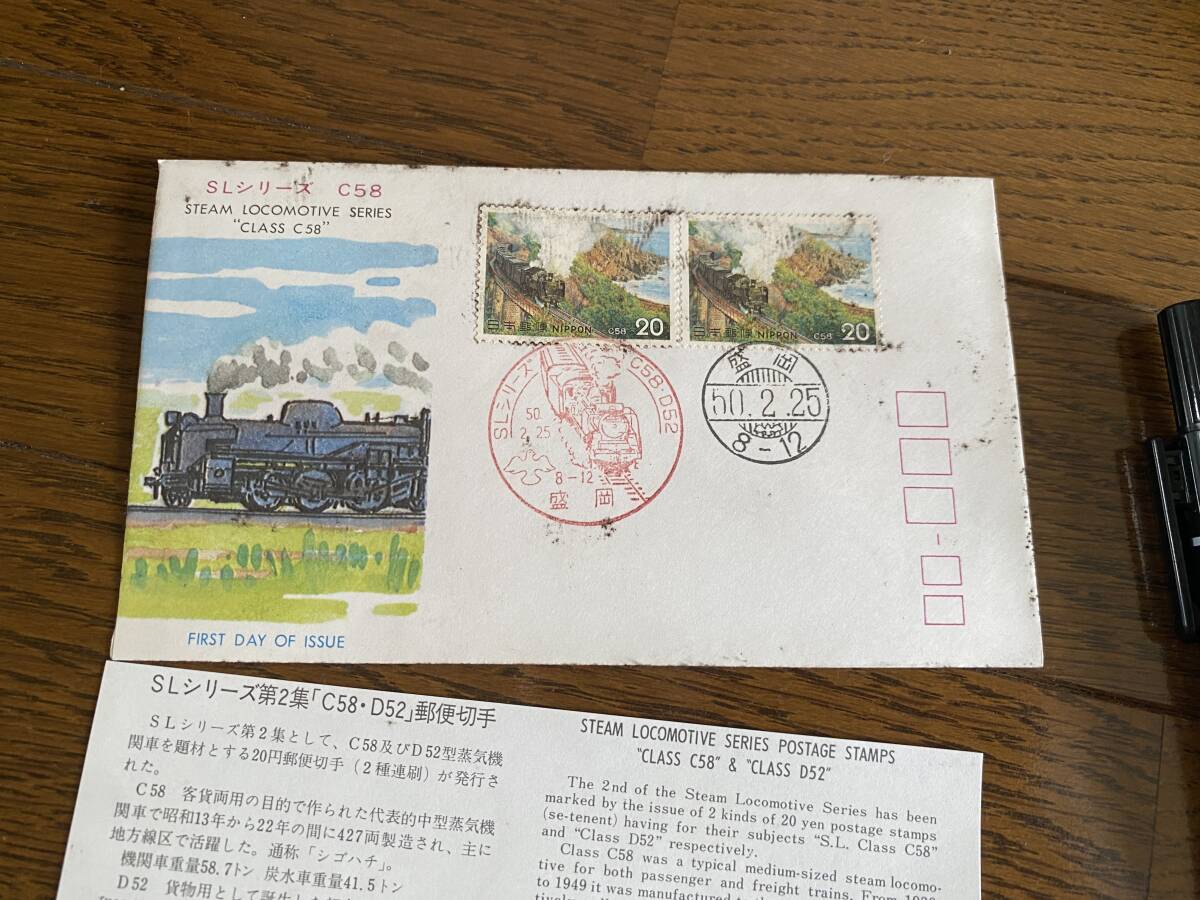 SLシリーズ C58
STEAM LOCOMOTIVE SERIES
"CLASS C58"
日本郵便 NIPPON C58 20
日本郵便 NIPPON C58 20
SLシリーズ C58・D52
50.
2.25
8-12
盛岡
盛岡
50.2.25
8-12
FIRST DAY OF ISSUE
SLシリーズ第2集「C58・D52」郵便切手
SLシリーズ第2集として、C58及びD52型蒸気機
関車を題材とする20円郵便切手(2種連刷)が発行さ
れた。
C58 客貨両用の目的で作られた代表的中型蒸気機
関車で昭和13年から22年の間に427両製造され、主に
地方線区で活躍した。通称「シゴハチ」。
機関車重量58.7トン 炭水車重量41.5トン
D52 貨物用として誕生した
STEAM LOCOMOTIVE SERIES POSTAGE STAMPS
"CLASS C58" & "CLASS D52"
The 2nd of the Steam Locomotive Series has been
marked by the issue of 2 kinds of 20 yen postage stamps
(se-tenent) having for their subjects "S.L. Class C58"
and "Class D52" respectively.
Class C58 was a typical medium-sized steam locomo-
tive for both passenger and freight trains. From
to 1949 it was manufactured